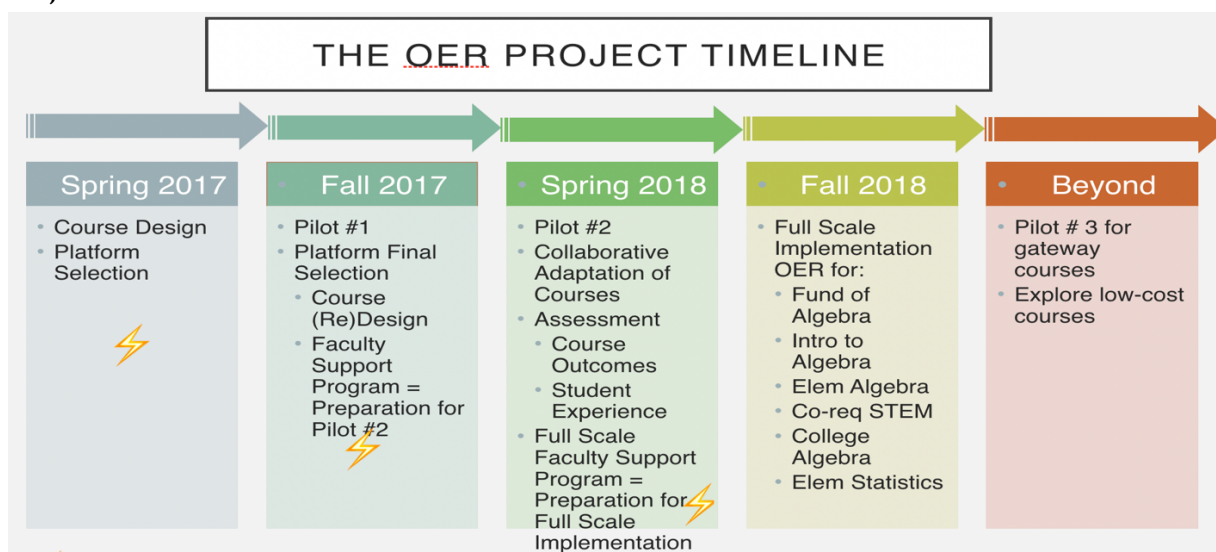 THE OER PROJECT TIMELINE
Spring 2017
• Course Design
• Platform
Selection
• Fall 2017
• Pilot #1
• Platform Final
Selection
• Course
(Re)Design
• Faculty
Support
Program =
Preparation for
Pilot #2
• Spring 2018
• Pilot #2
• Collaborative
Adaptation of
Courses
• Assessment
• Course
Outcomes
• Student
Experience
• Full Scale
Faculty Support
Program =
Preparation for
Full Scale
Implementation
• Fall 2018
• Full Scale
Implementation
OER for:
• Fund of
Algebra
• Intro to
Algebra
• Elem Algebra
• Co-req STEM
• College
Algebra
• Elem Statistics
• Beyond
• Pilot # 3 for
gateway
courses
• Explore low-cost
courses